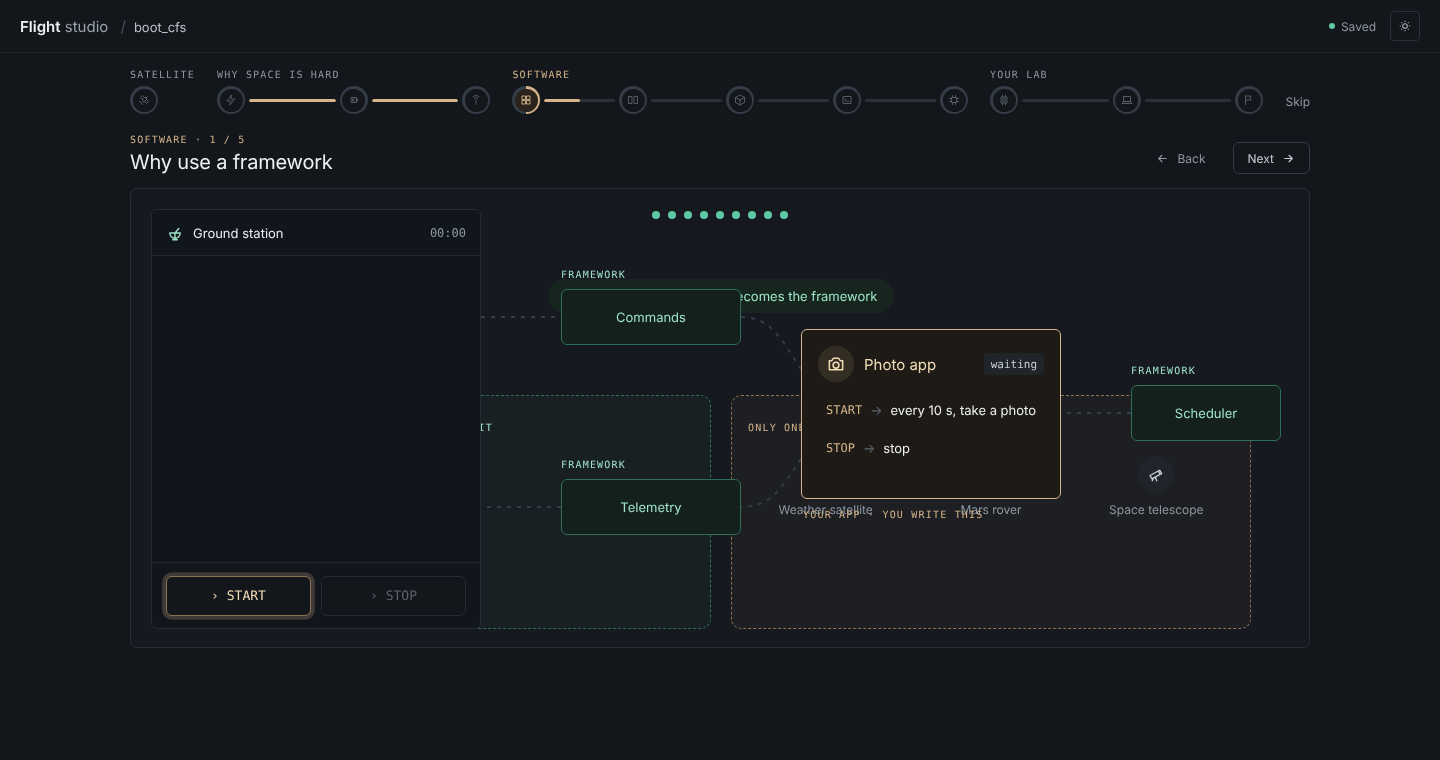 Flight studio / boot_cfs
Saved
SATELLITE
WHY SPACE IS HARD
SOFTWARE
YOUR LAB
Skip
SOFTWARE · 1 / 5
Why use a framework
← Back
Next →
Ground station
00:00
FRAMEWORK
Commands
ecomes the framework
Photo app
waiting
START → every 10 s, take a photo
STOP → stop
FRAMEWORK
Scheduler
IT
ONLY ONE
FRAMEWORK
Telemetry
Weather satellite
Mars rover
Space telescope
YOUR APP · YOU WRITE THIS
› START
› STOP